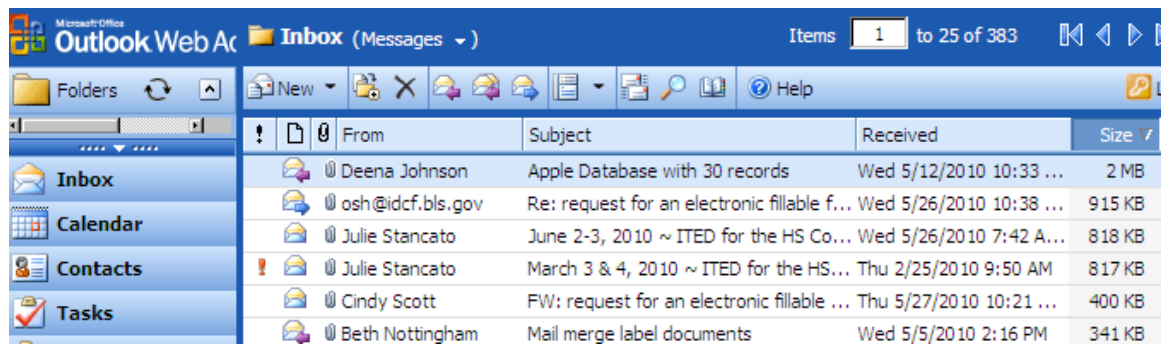 Microsoft Office
Outlook Web Ac
Inbox (Messages )
Items 1 to 25 of 383
Folders
New
Help
L
! From Subject Received Size
Deena Johnson Apple Database with 30 records Wed 5/12/2010 10:33 ... 2 MB
osh@idcf.bls.gov Re: request for an electronic fillable f... Wed 5/26/2010 10:38 ... 915 KB
Julie Stancato June 2-3, 2010 ~ ITED for the HS Co... Wed 5/26/2010 7:42 A... 818 KB
! Julie Stancato March 3 & 4, 2010 ~ ITED for the HS... Thu 2/25/2010 9:50 AM 817 KB
Cindy Scott FW: request for an electronic fillable ... Thu 5/27/2010 10:21 ... 400 KB
Beth Nottingham Mail merge label documents Wed 5/5/2010 2:16 PM 341 KB
Inbox
Calendar
Contacts
Tasks